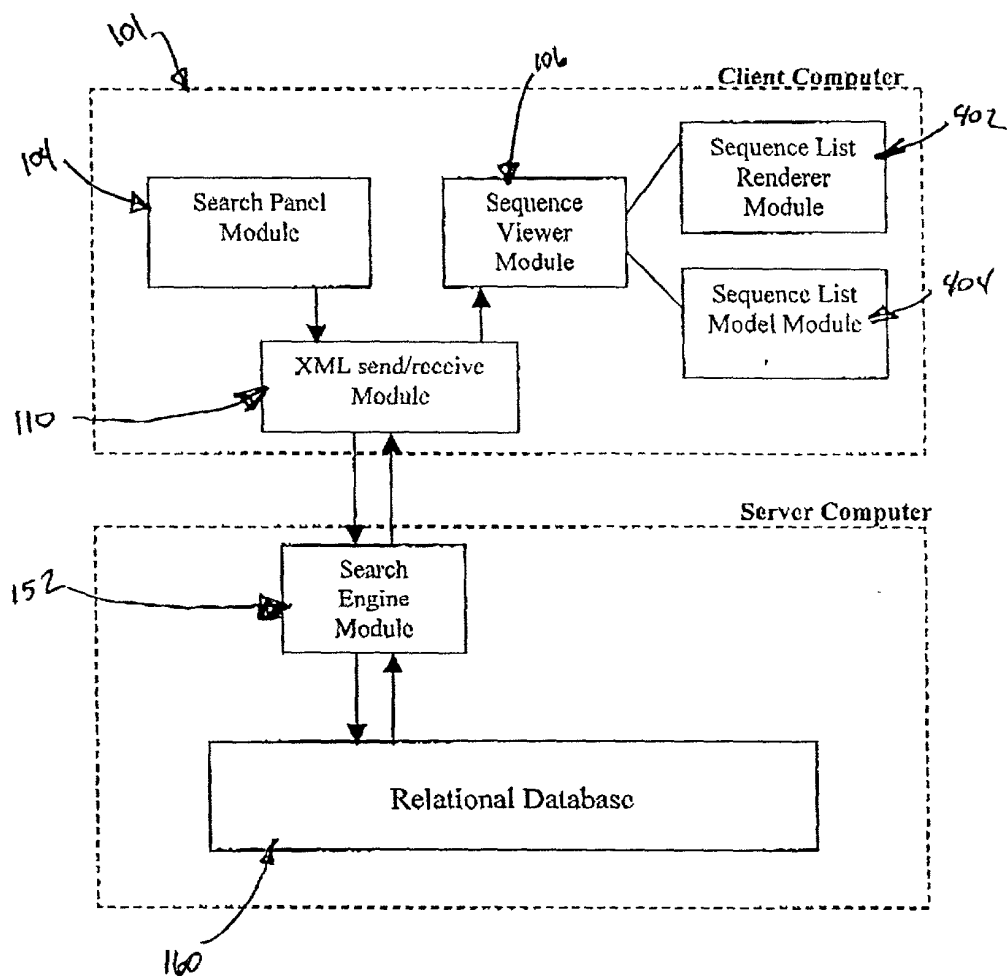 101
106
Client Computer
402
104
Search Panel
Module
Sequence
Viewer
Module
Sequence List
Renderer
Module
404
Sequence List
Model Module
XML send/receive
Module
110
Server Computer
152
Search
Engine
Module
Relational Database
160